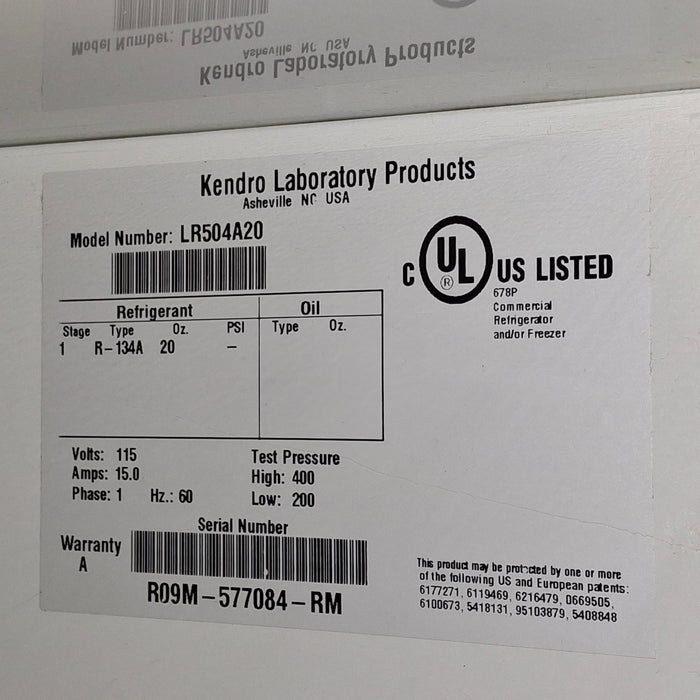 Model Number: LR504A20
Asheville NC USA
Kendro Laboratory Products
Kendro Laboratory Products
Asheville NC USA
Model Number: LR504A20
C UL ® US LISTED
678P
Commercial
Refrigerator
and/or Freezer
Refrigerant Oil
Stage Type Oz. PSI Type Oz.
1 R-134A 20 –
Volts: 115
Amps: 15.0
Phase: 1 Hz.: 60
Test Pressure
High: 400
Low: 200
Serial Number
Warranty
A
R09M-577084-RM
This product may be protected by one or more
of the following US and European patents:
6177271, 6119469, 6216479, 0669505,
6100673, 5418131, 95103879, 5408848